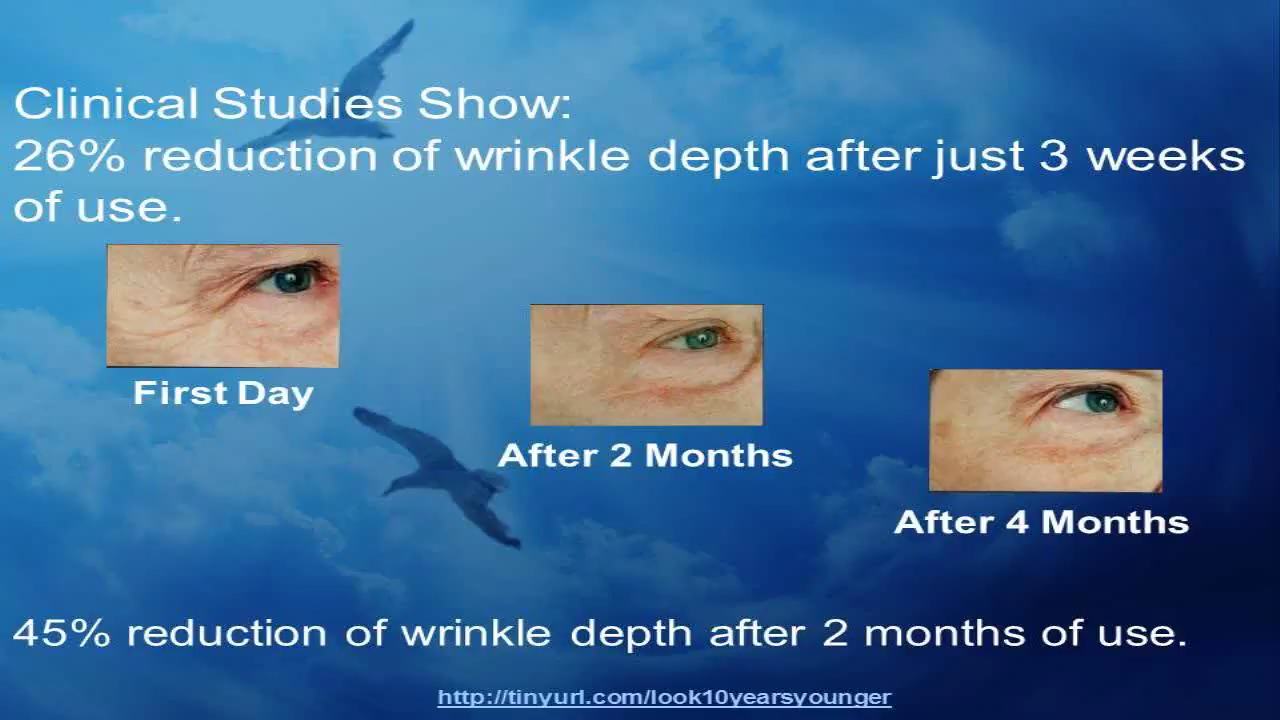 Clinical Studies Show:
26% reduction of wrinkle depth after just 3 weeks
of use.
First Day
After 2 Months
After 4 Months
45% reduction of wrinkle depth after 2 months of use.
http://tinyurl.com/look10yearsyounger